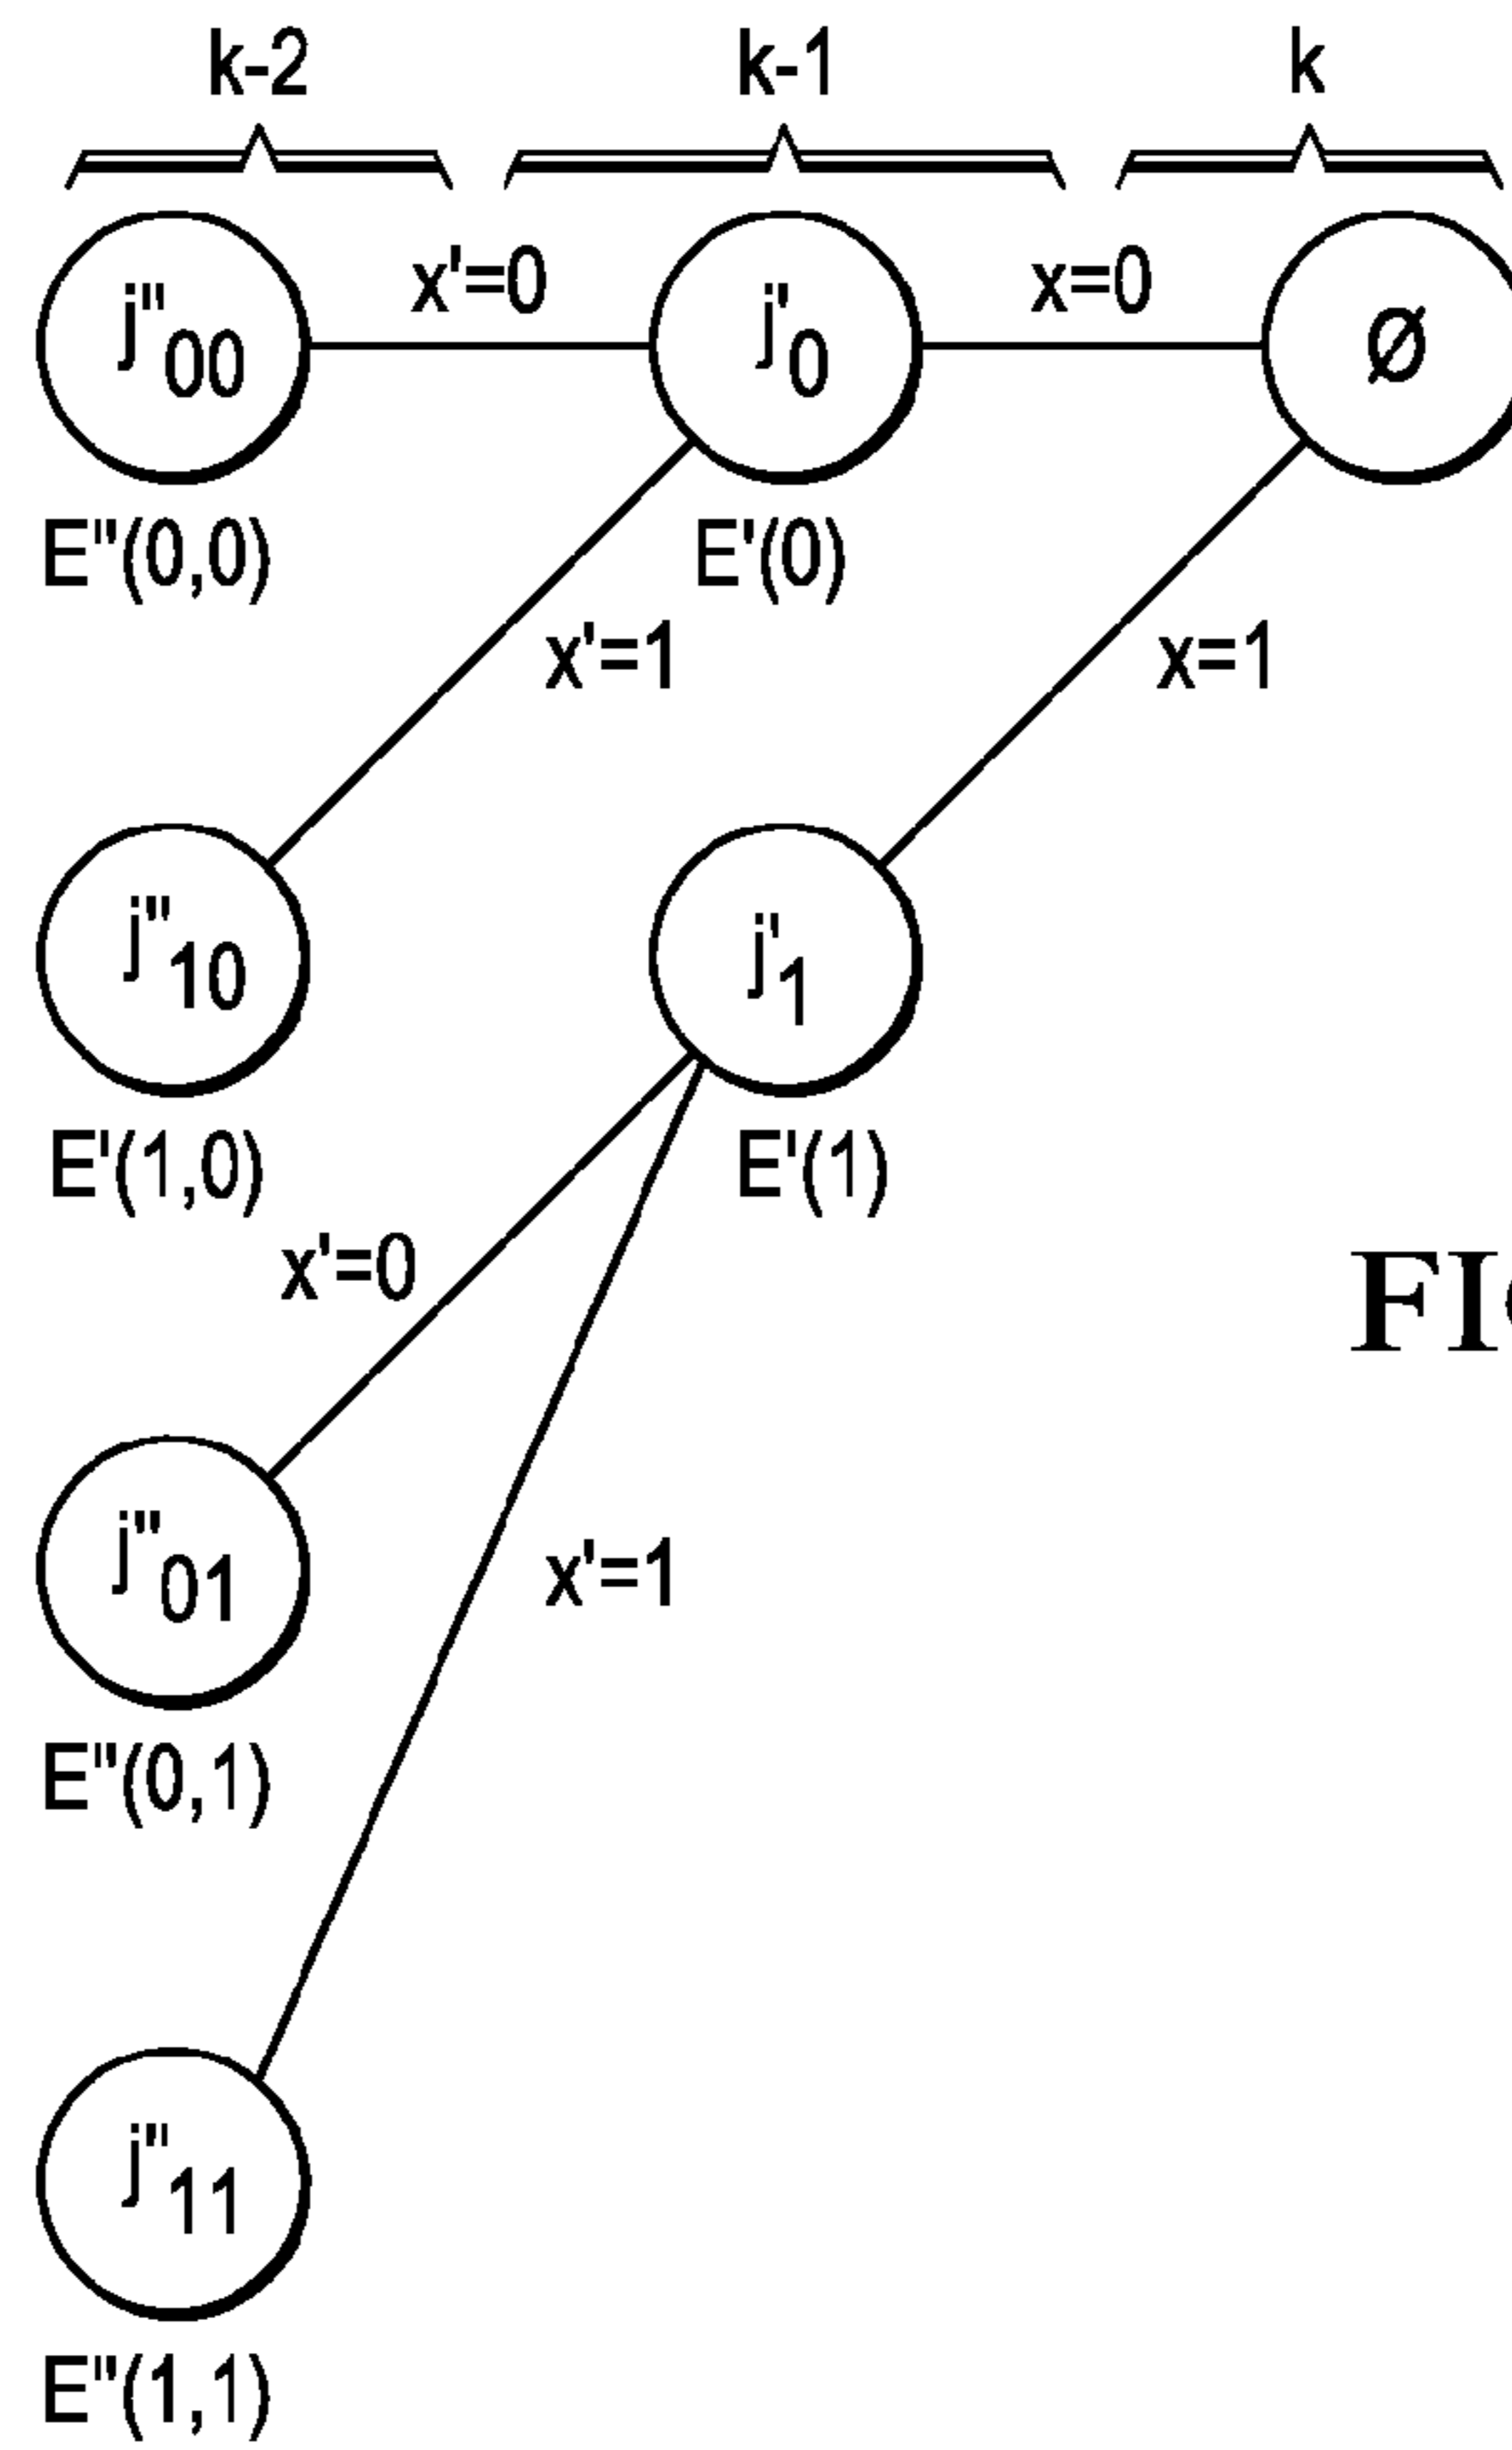 k-2 k-1 k
x'=0 x=0
j''00 j'0 Ø
E''(0,0) E'(0)
x'=1 x=1
j''10 j'1
E'(1,0) E'(1)
x'=0
j''01
x'=1
E''(0,1)
j''11
E''(1,1)